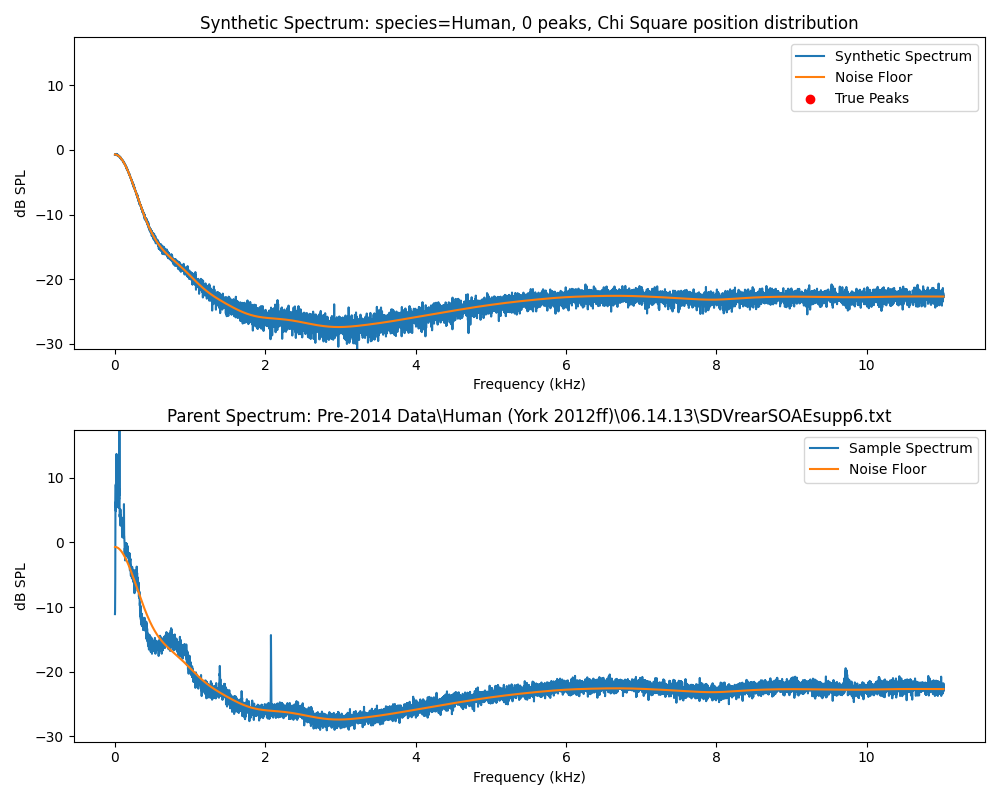 Synthetic Spectrum: species=Human, 0 peaks, Chi Square position distribution
Synthetic Spectrum
Noise Floor
True Peaks
10
0
−10
−20
−30
dB SPL
0 2 4 6 8 10
Frequency (kHz)
Parent Spectrum: Pre-2014 Data\Human (York 2012ff)\06.14.13\SDVrearSOAEsupp6.txt
Sample Spectrum
Noise Floor
10
0
−10
−20
−30
dB SPL
0 2 4 6 8 10
Frequency (kHz)